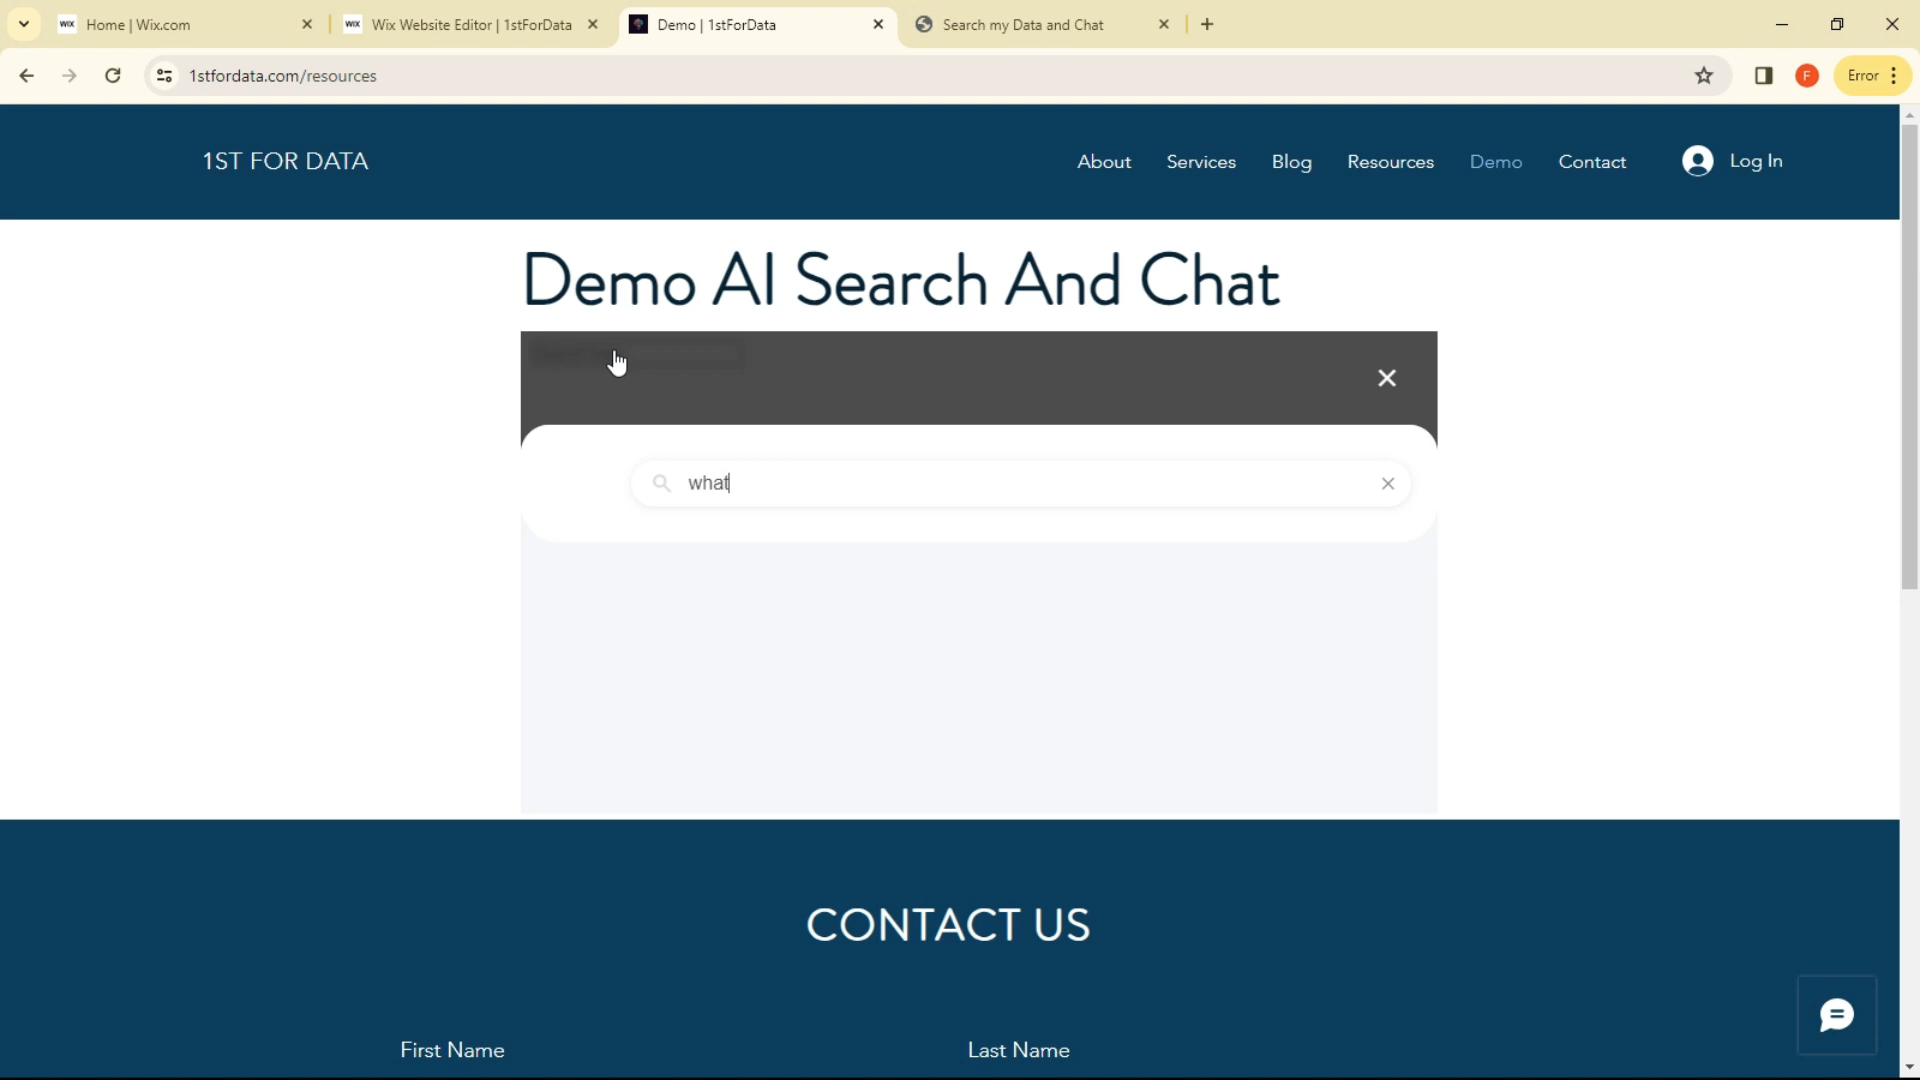 Home | Wix.com
Wix Website Editor | 1stForData
Demo | 1stForData
Search my Data and Chat
1stfordata.com/resources
F
Error
1ST FOR DATA
About
Services
Blog
Resources
Demo
Contact
Log In
Demo AI Search And Chat
what
CONTACT US
First Name
Last Name